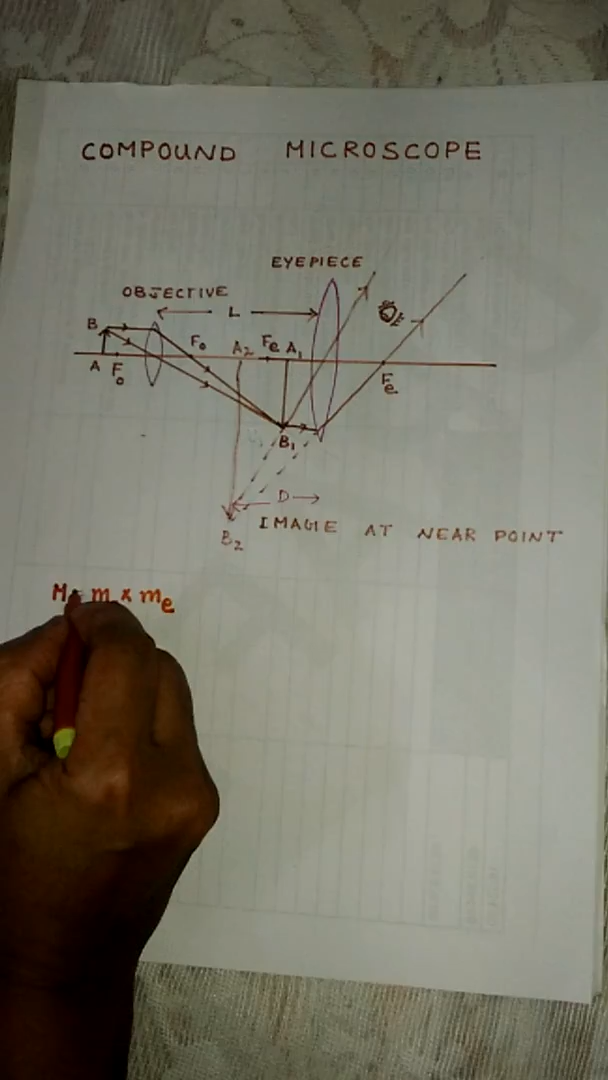 COMPOUND MICROSCOPE
EYEPIECE
OBJECTIVE
L
B
F₀ A₂ Fe A₁
A F₀
Fe
B₁
D
IMAGE AT NEAR POINT
B₂
m × me